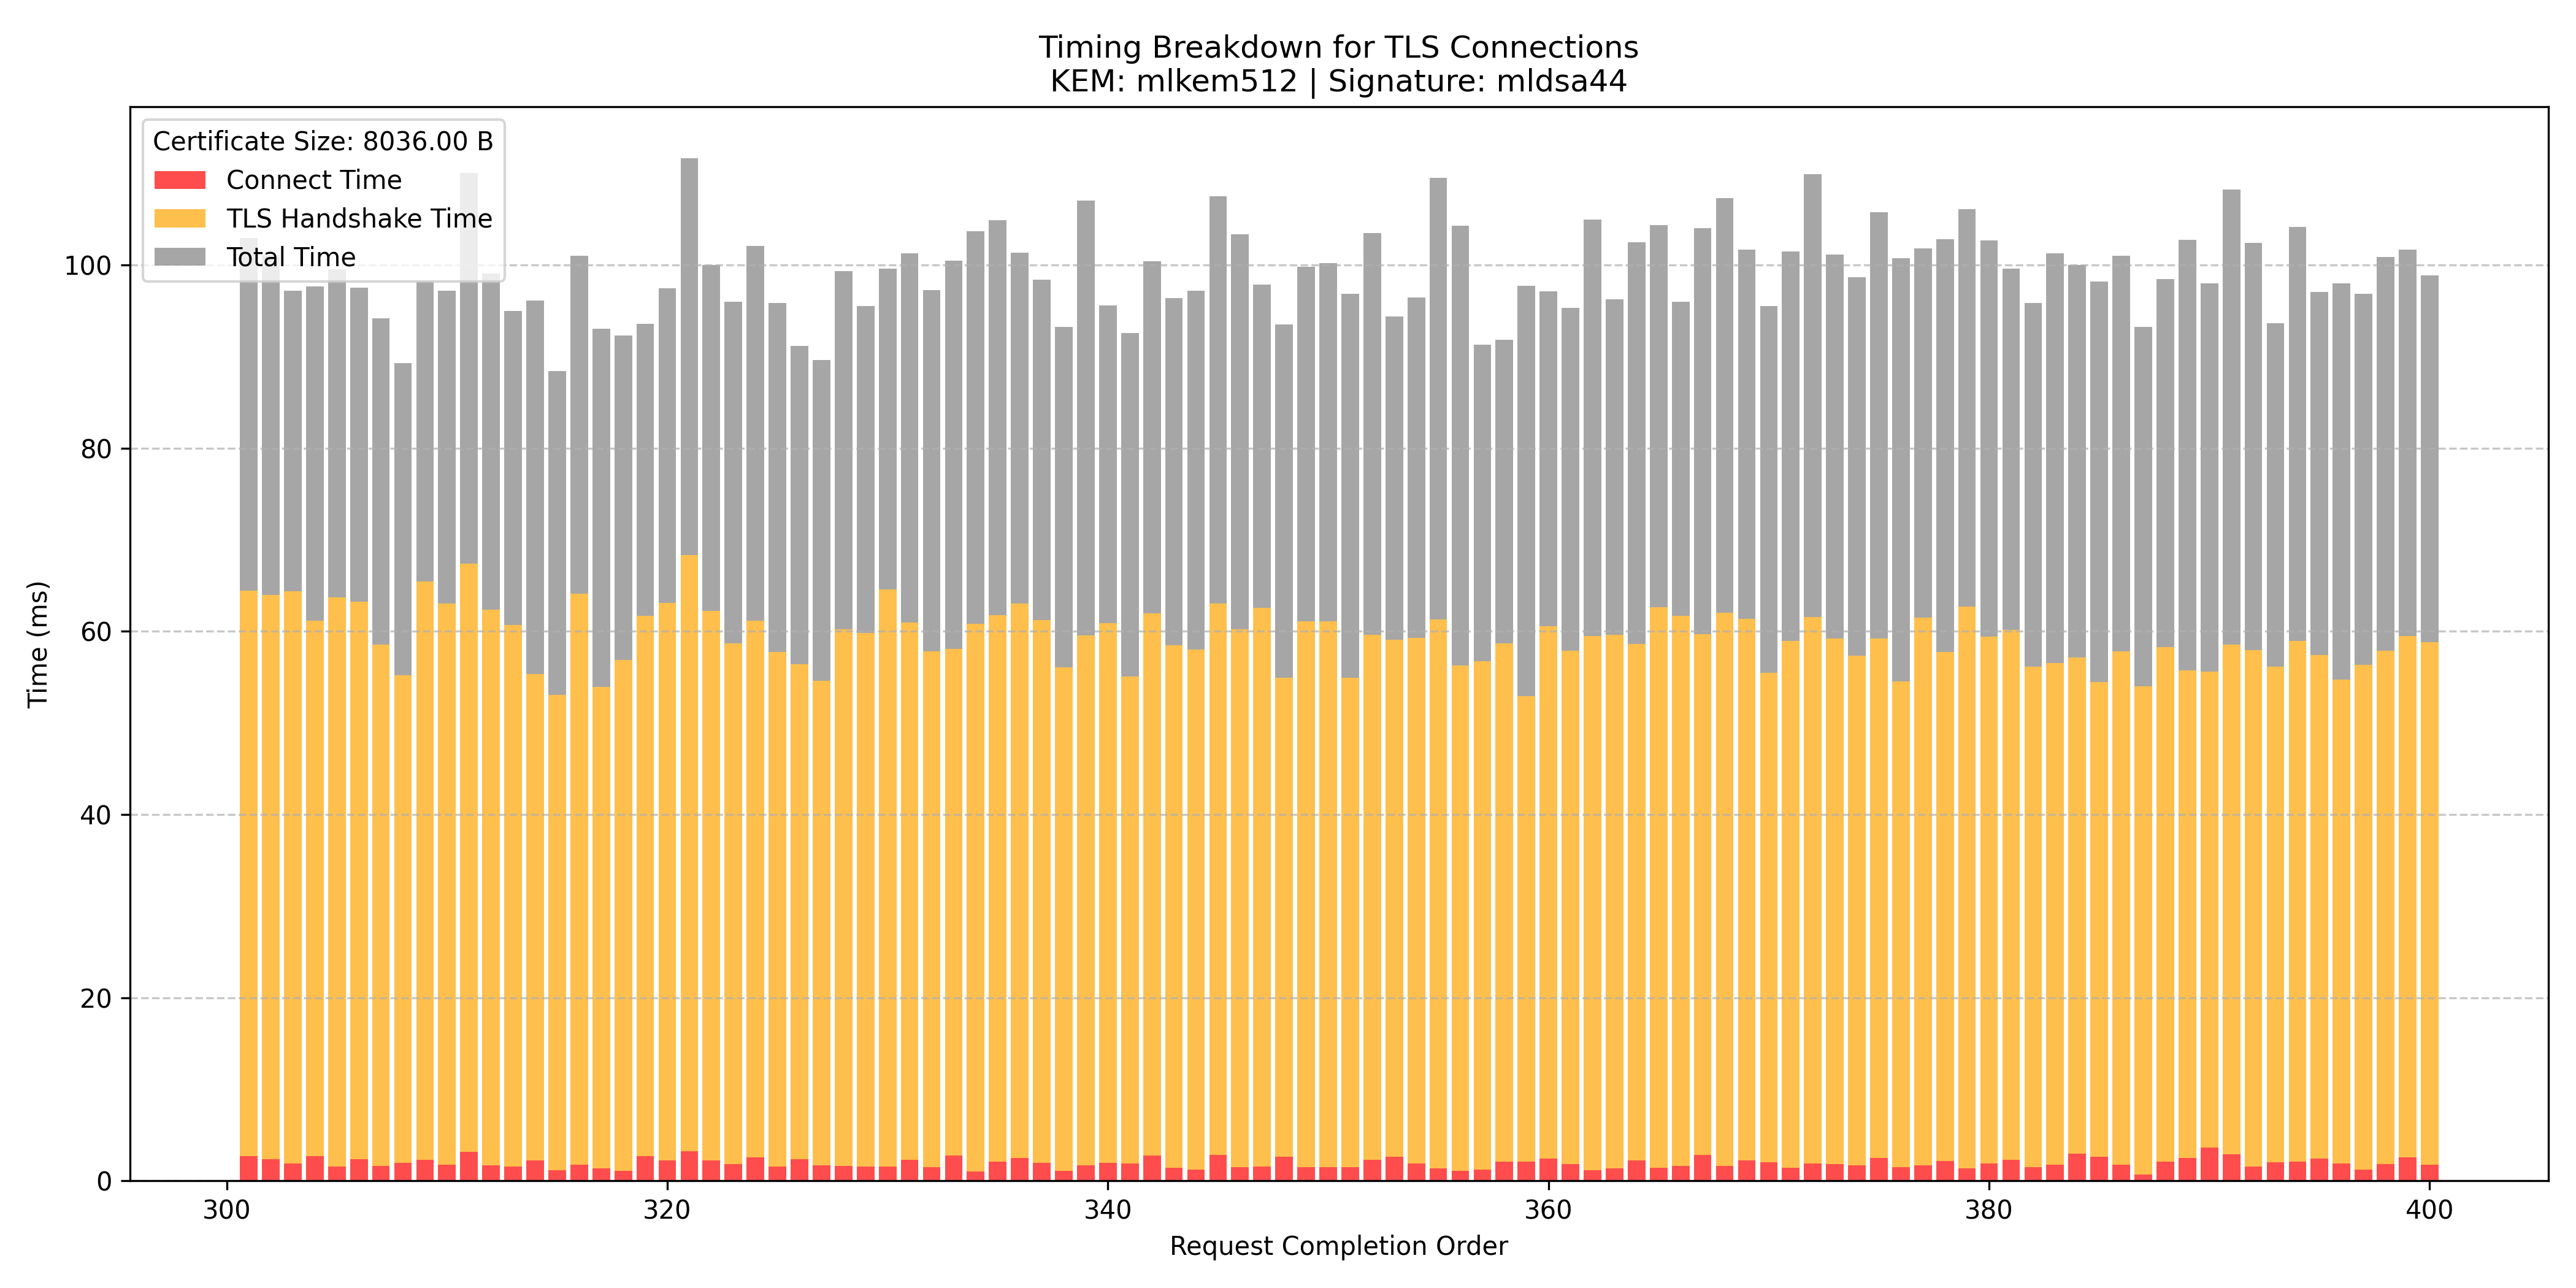 Timing Breakdown for TLS Connections
KEM: mlkem512 | Signature: mldsa44
Certificate Size: 8036.00 B
Connect Time
TLS Handshake Time
Total Time
Time (ms)
100
80
60
40
20
0
300
320
340
360
380
400
Request Completion Order